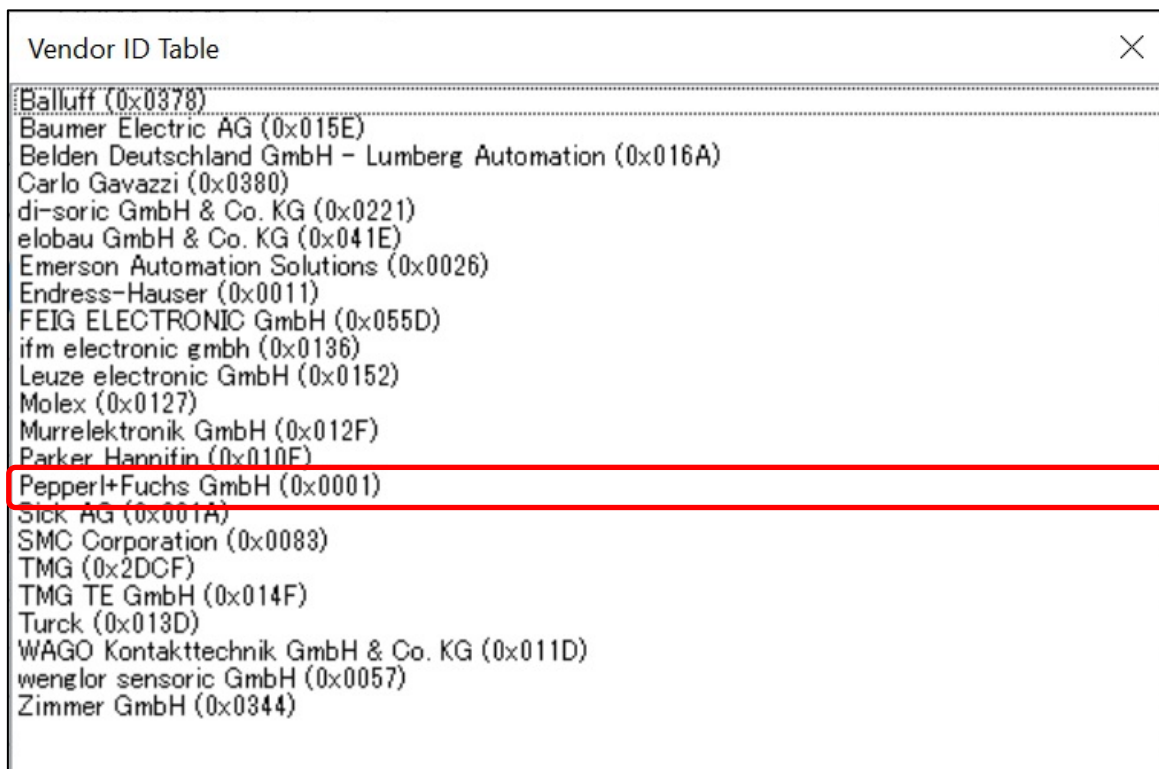 Vendor ID Table
Balluff (0x0378)
Baumer Electric AG (0x015E)
Belden Deutschland GmbH - Lumberg Automation (0x016A)
Carlo Gavazzi (0x0380)
di-soric GmbH & Co. KG (0x0221)
elobau GmbH & Co. KG (0x041E)
Emerson Automation Solutions (0x0026)
Endress-Hauser (0x0011)
FEIG ELECTRONIC GmbH (0x055D)
ifm electronic gmbh (0x0136)
Leuze electronic GmbH (0x0152)
Molex (0x0127)
Murrelektronik GmbH (0x012F)
Parker Hannifin (0x010F)
Pepperl+Fuchs GmbH (0x0001)
Sick AG (0x001A)
SMC Corporation (0x0083)
TMG (0x2DCF)
TMG TE GmbH (0x014F)
Turck (0x013D)
WAGO Kontakttechnik GmbH & Co. KG (0x011D)
wenglor sensoric GmbH (0x0057)
Zimmer GmbH (0x0344)